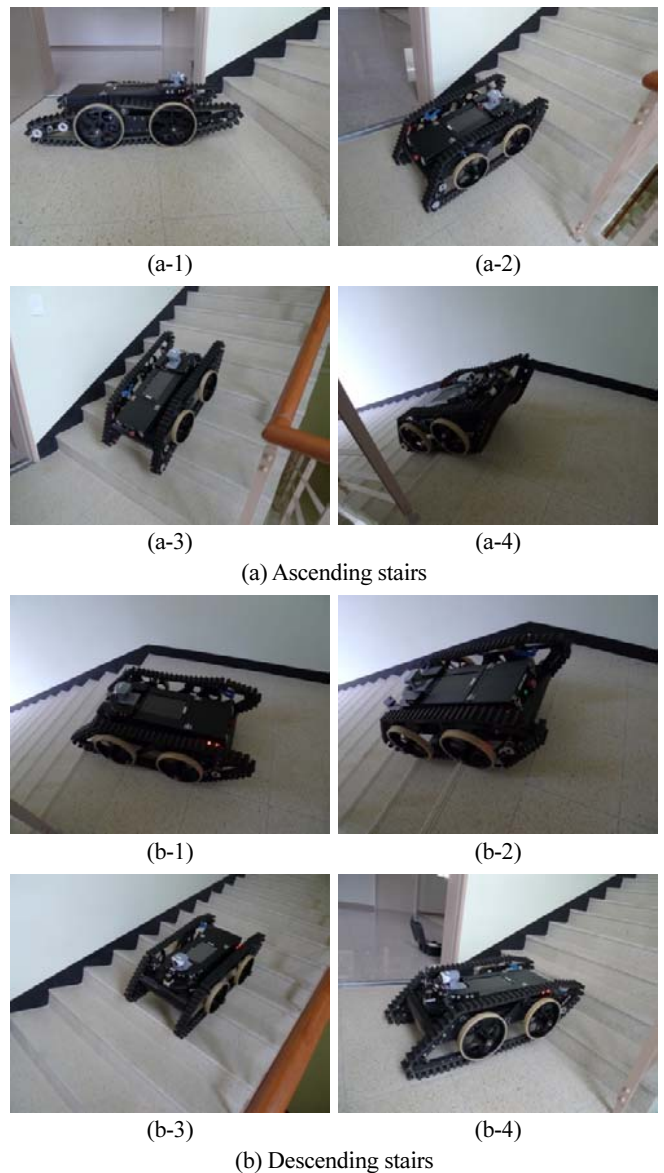 (a-1) (a-2)
(a-3) (a-4)
(a) Ascending stairs
(b-1) (b-2)
(b-3) (b-4)
(b) Descending stairs